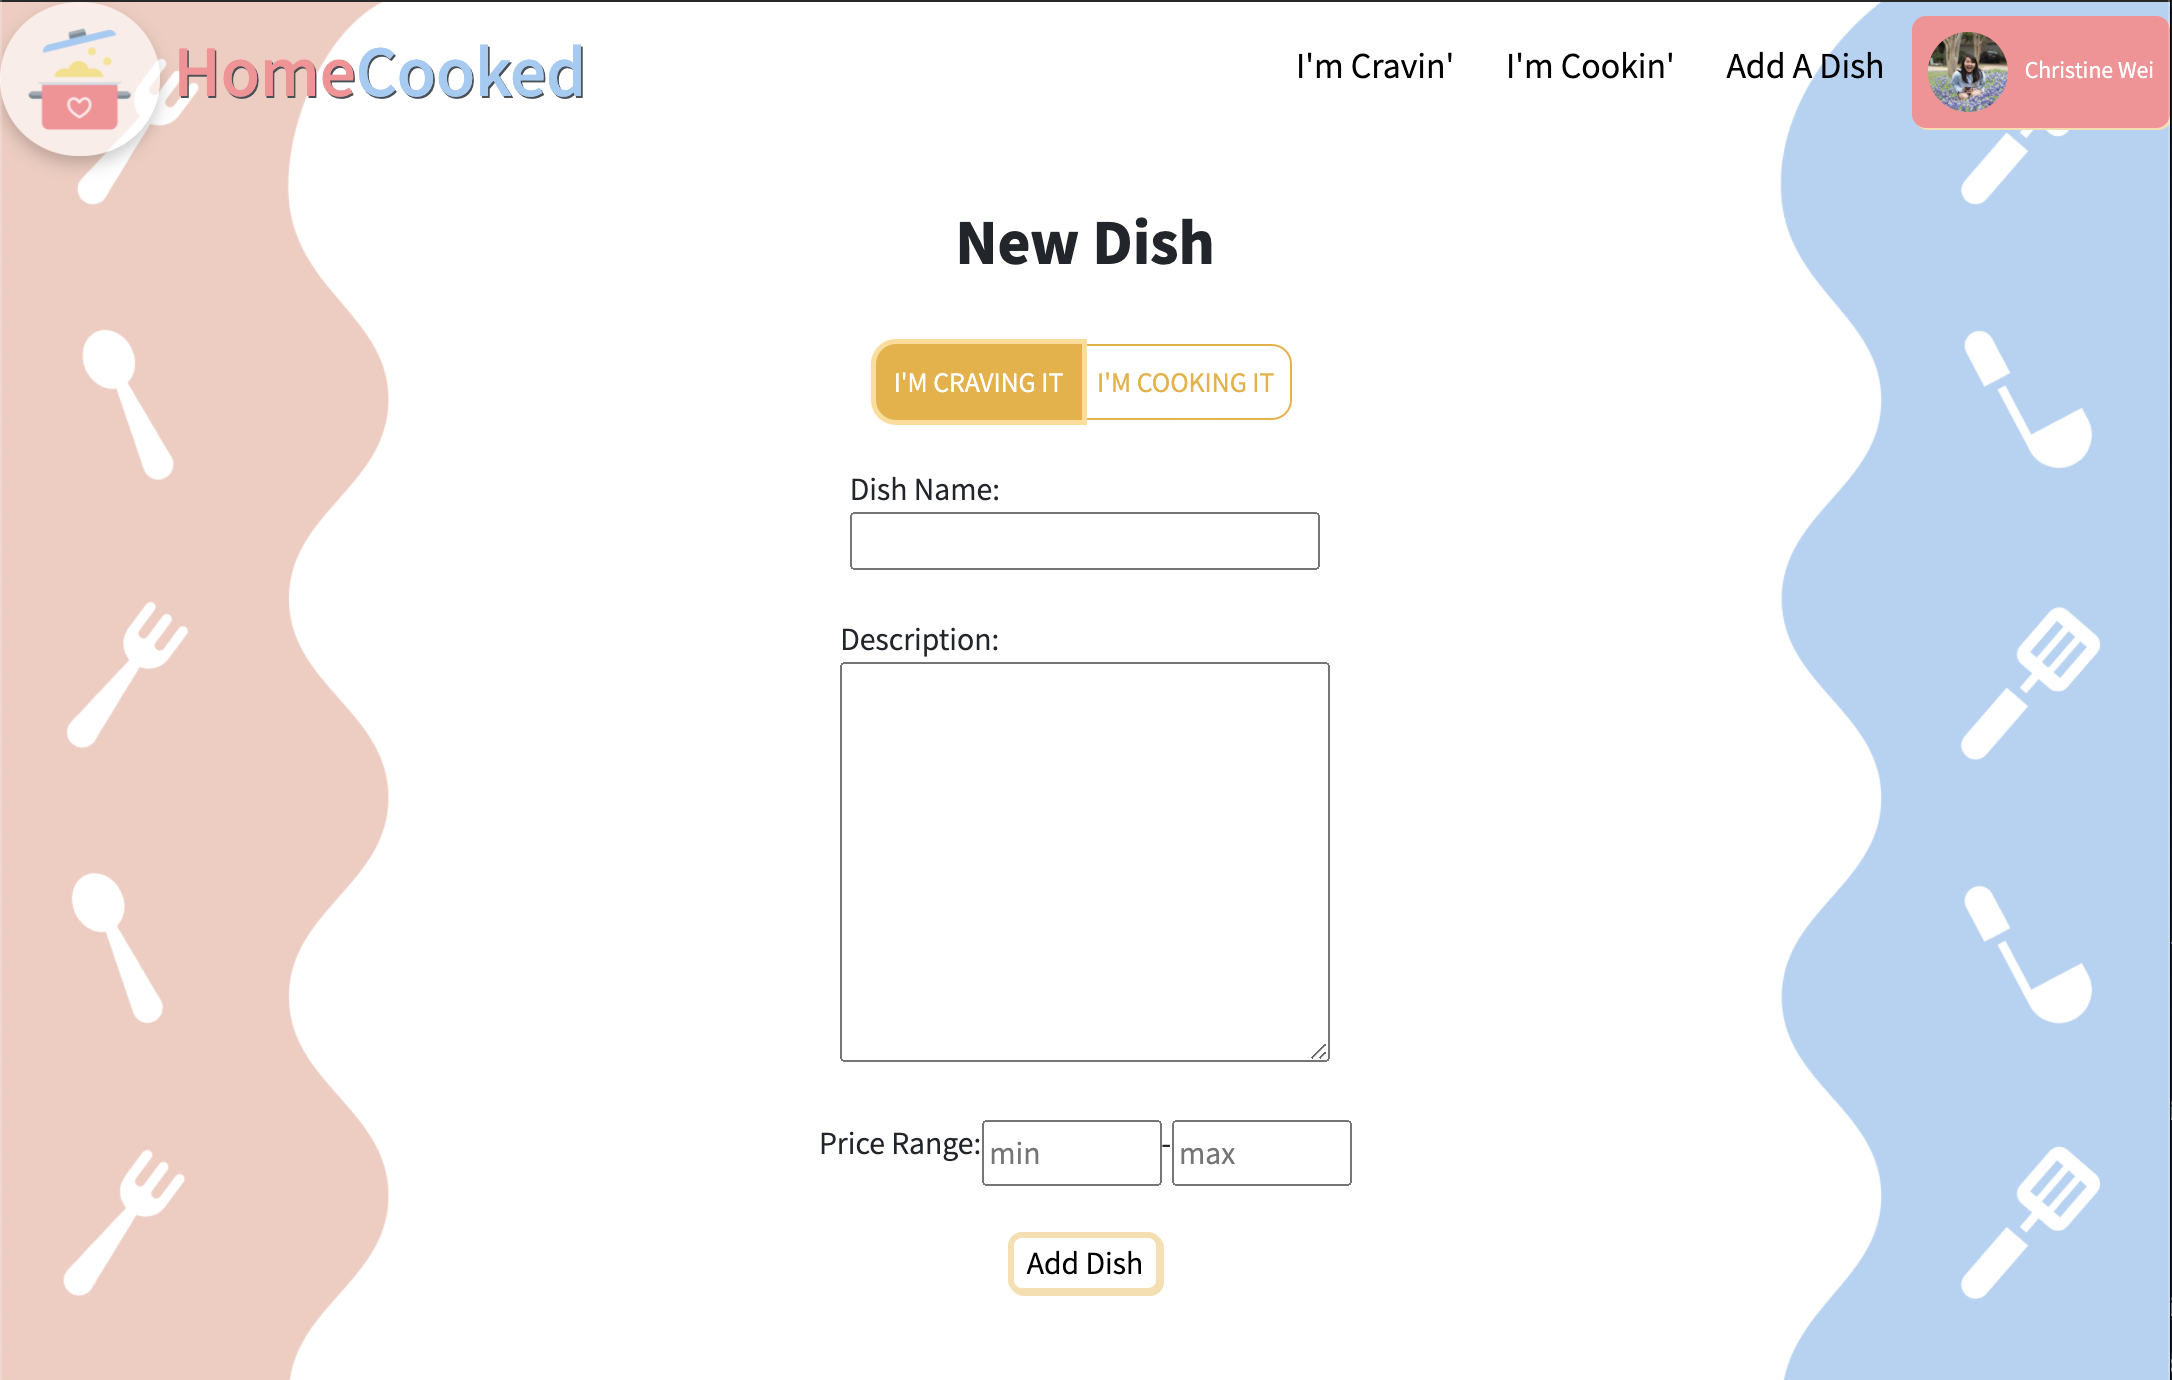 HomeCooked
I'm Cravin' I'm Cookin' Add A Dish Christine Wei
New Dish
I'M CRAVING IT I'M COOKING IT
Dish Name:
Description:
Price Range: min - max
Add Dish